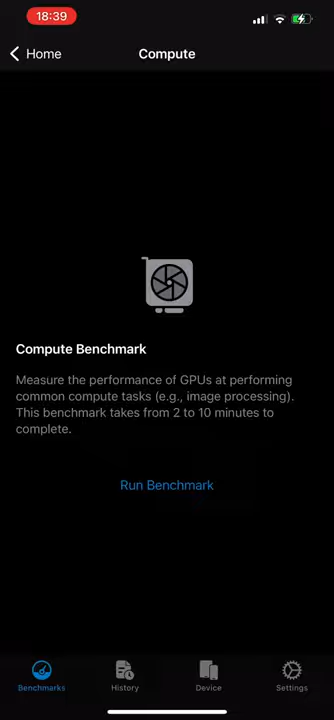 18:39
Home
Compute
Compute Benchmark
Measure the performance of GPUs at performing
common compute tasks (e.g., image processing).
This benchmark takes from 2 to 10 minutes to
complete.
Run Benchmark
Benchmarks
History
Device
Settings